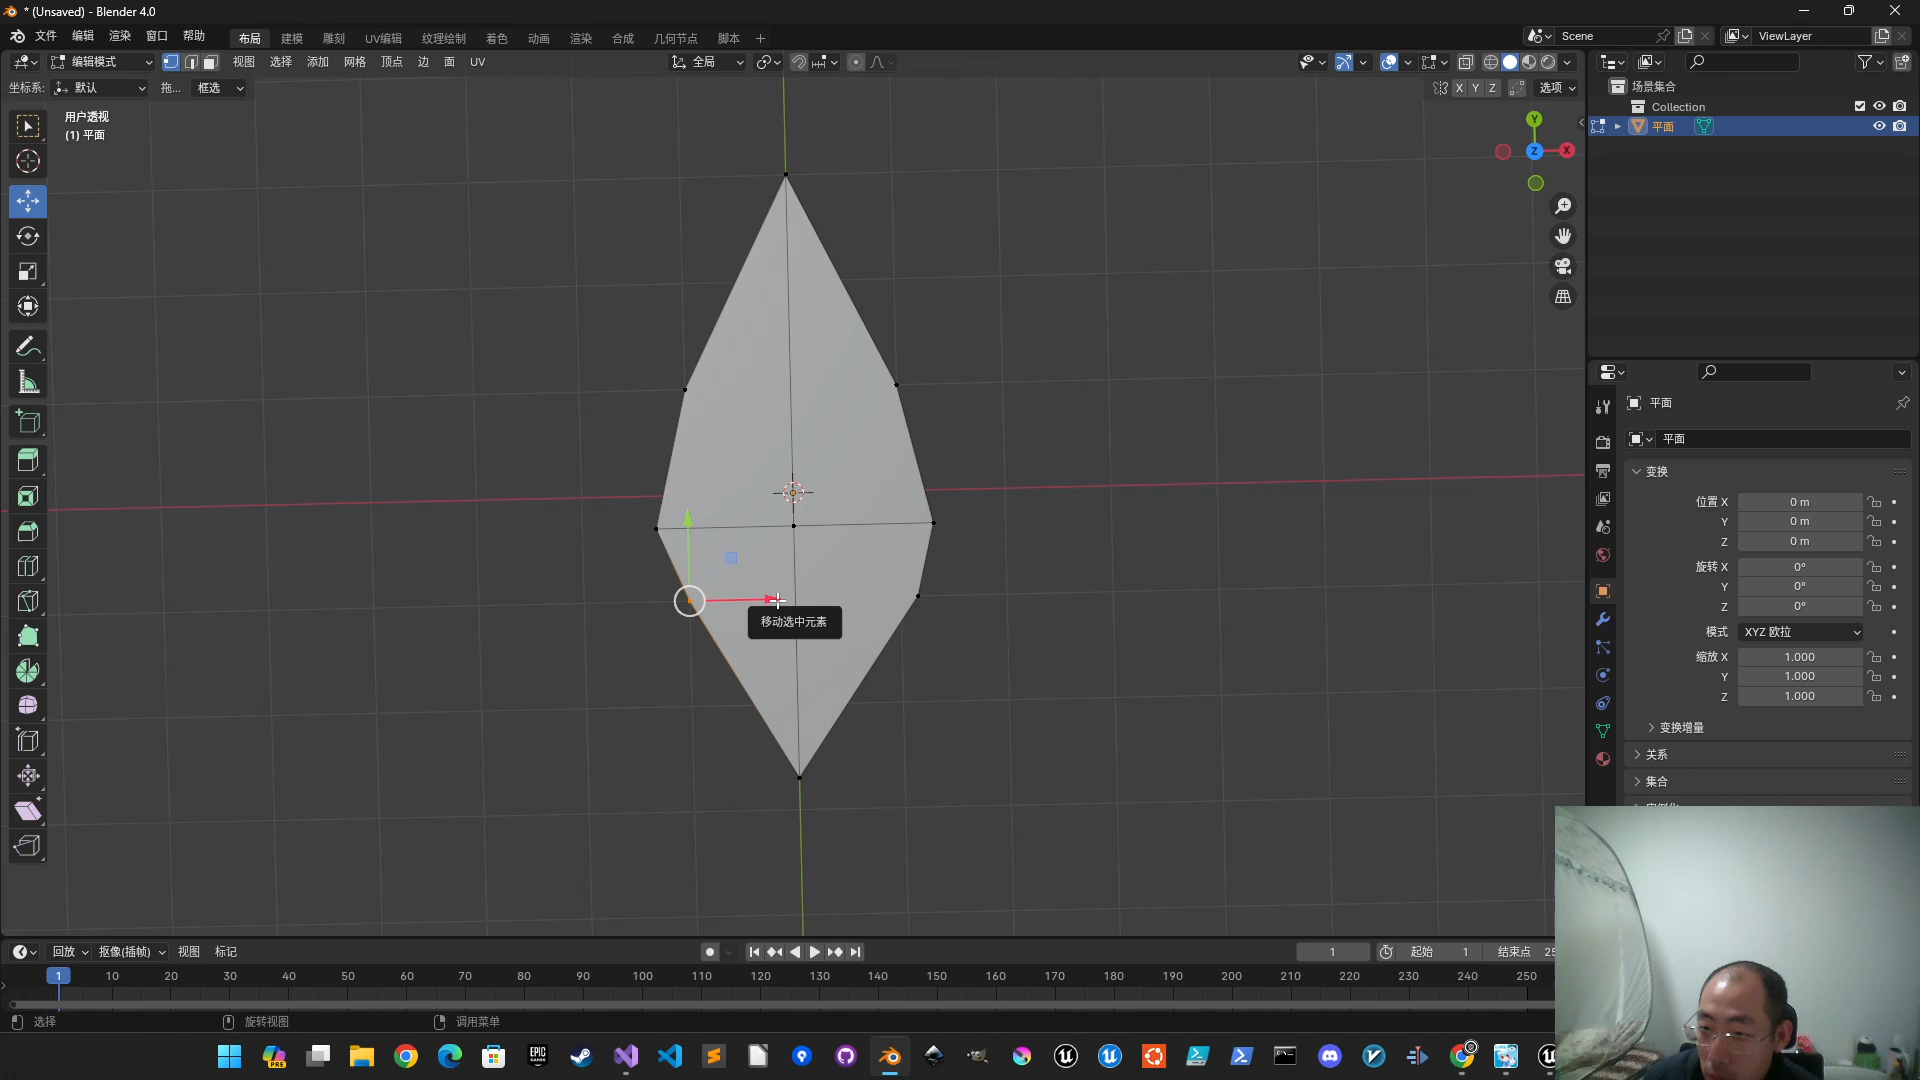 * (Unsaved) - Blender 4.0
文件 编辑 渲染 窗口 帮助 布局 建模 雕刻 UV编辑 纹理绘制 着色 动画 渲染 合成 几何节点 脚本 Scene ViewLayer
编辑模式 视图 选择 添加 网格 顶点 边 面 UV 全局
坐标系: 默认 拖... 框选 X Y Z 选项
用户透视
(1) 平面
Y
Z X
移动选中元素
场景集合
Collection
平面
平面
平面
变换
位置 X 0 m
Y 0 m
Z 0 m
旋转 X 0°
Y 0°
Z 0°
模式 XYZ 欧拉
缩放 X 1.000
Y 1.000
Z 1.000
变换增量
关系
集合
回放 抠像(插帧) 视图 标记 1 起始 1 结束点 25
1 10 20 30 40 50 60 70 80 90 100 110 120 130 140 150 160 170 180 190 200 210 220 230 240 250
选择 旋转视图 调用菜单
PRE EPIC GAMES